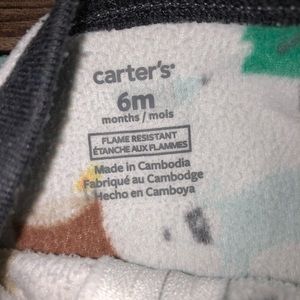 carter's®
6m
months / mois
FLAME RESISTANT
ÉTANCHE AUX FLAMMES
Made in Cambodia
Fabriqué au Cambodge
Hecho en Camboya